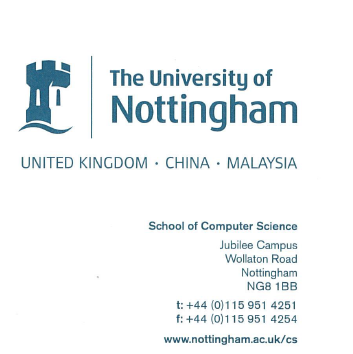 The University of
Nottingham
UNITED KINGDOM · CHINA · MALAYSIA
School of Computer Science
Jubilee Campus
Wollaton Road
Nottingham
NG8 1BB
t: +44 (0)115 951 4251
f: +44 (0)115 951 4254
www.nottingham.ac.uk/cs